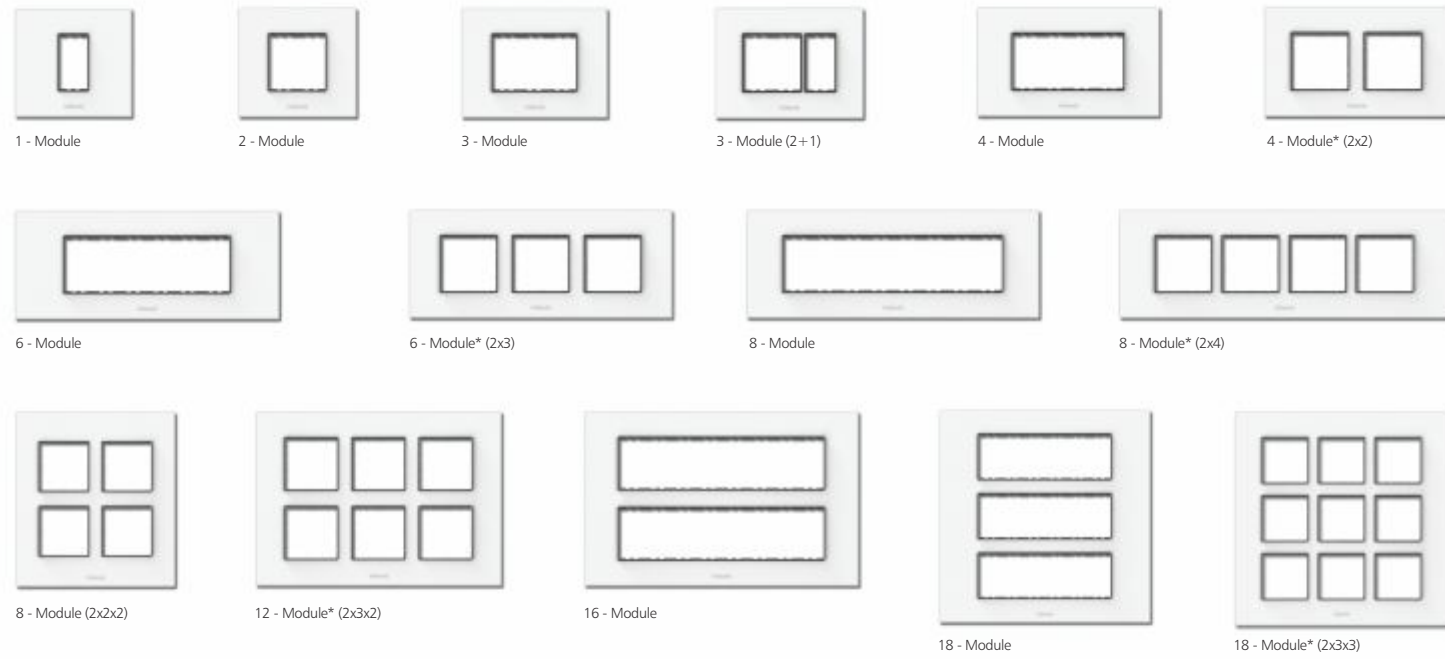 1 - Module
2 - Module
3 - Module
3 - Module (2+1)
4 - Module
4 - Module* (2x2)
6 - Module
6 - Module* (2x3)
8 - Module
8 - Module* (2x4)
8 - Module (2x2x2)
12 - Module* (2x3x2)
16 - Module
18 - Module
18 - Module* (2x3x3)